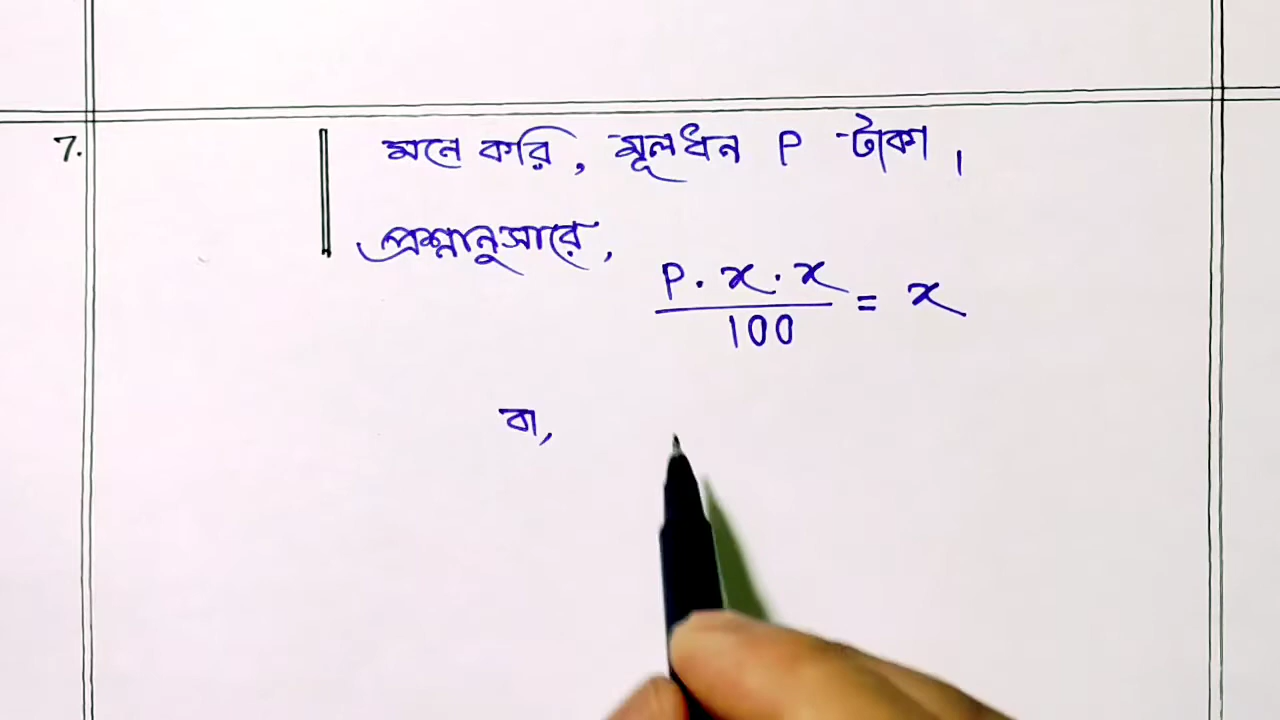 7. মনে করি, মূলধন P টাকা।
প্রশ্নানুসারে,
P . x . x
100
= x
বা,